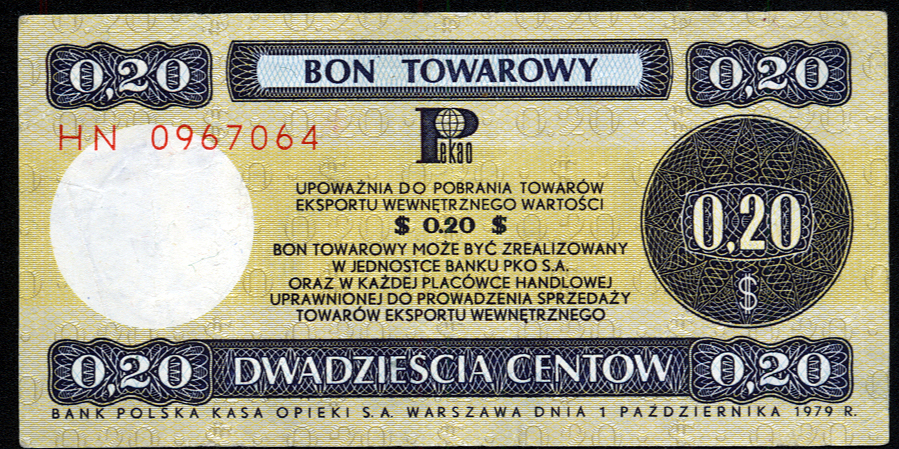 0,20 BON TOWAROWY 0,20
HN 0967064
Pekao
UPOWAŻNIA DO POBRANIA TOWARÓW
EKSPORTU WEWNĘTRZNEGO WARTOŚCI
$ 0.20 $
BON TOWAROWY MOŻE BYĆ ZREALIZOWANY
W JEDNOSTCE BANKU PKO S.A.
ORAZ W KAŻDEJ PLACÓWCE HANDLOWEJ
UPRAWNIONEJ DO PROWADZENIA SPRZEDAŻY
TOWARÓW EKSPORTU WEWNĘTRZNEGO
0,20
$
0,20 DWADZIEŚCIA CENTÓW 0,20
BANK POLSKA KASA OPIEKI S.A. WARSZAWA DNIA 1 PAŹDZIERNIKA 1979 R.